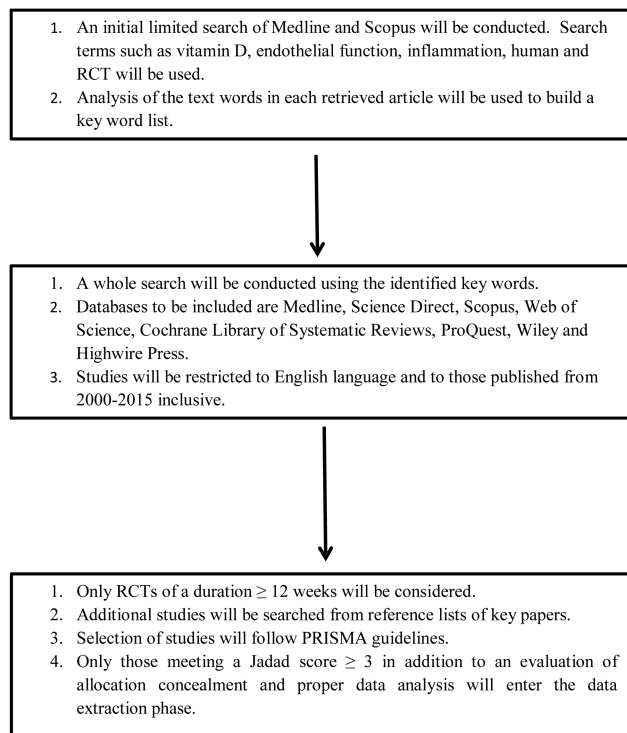 1. An initial limited search of Medline and Scopus will be conducted. Search
terms such as vitamin D, endothelial function, inflammation, human and
RCT will be used.
2. Analysis of the text words in each retrieved article will be used to build a
key word list.
1. A whole search will be conducted using the identified key words.
2. Databases to be included are Medline, Science Direct, Scopus, Web of
Science, Cochrane Library of Systematic Reviews, ProQuest, Wiley and
Highwire Press.
3. Studies will be restricted to English language and to those published from
2000-2015 inclusive.
1. Only RCTs of a duration ≥ 12 weeks will be considered.
2. Additional studies will be searched from reference lists of key papers.
3. Selection of studies will follow PRISMA guidelines.
4. Only those meeting a Jadad score ≥ 3 in addition to an evaluation of
allocation concealment and proper data analysis will enter the data
extraction phase.